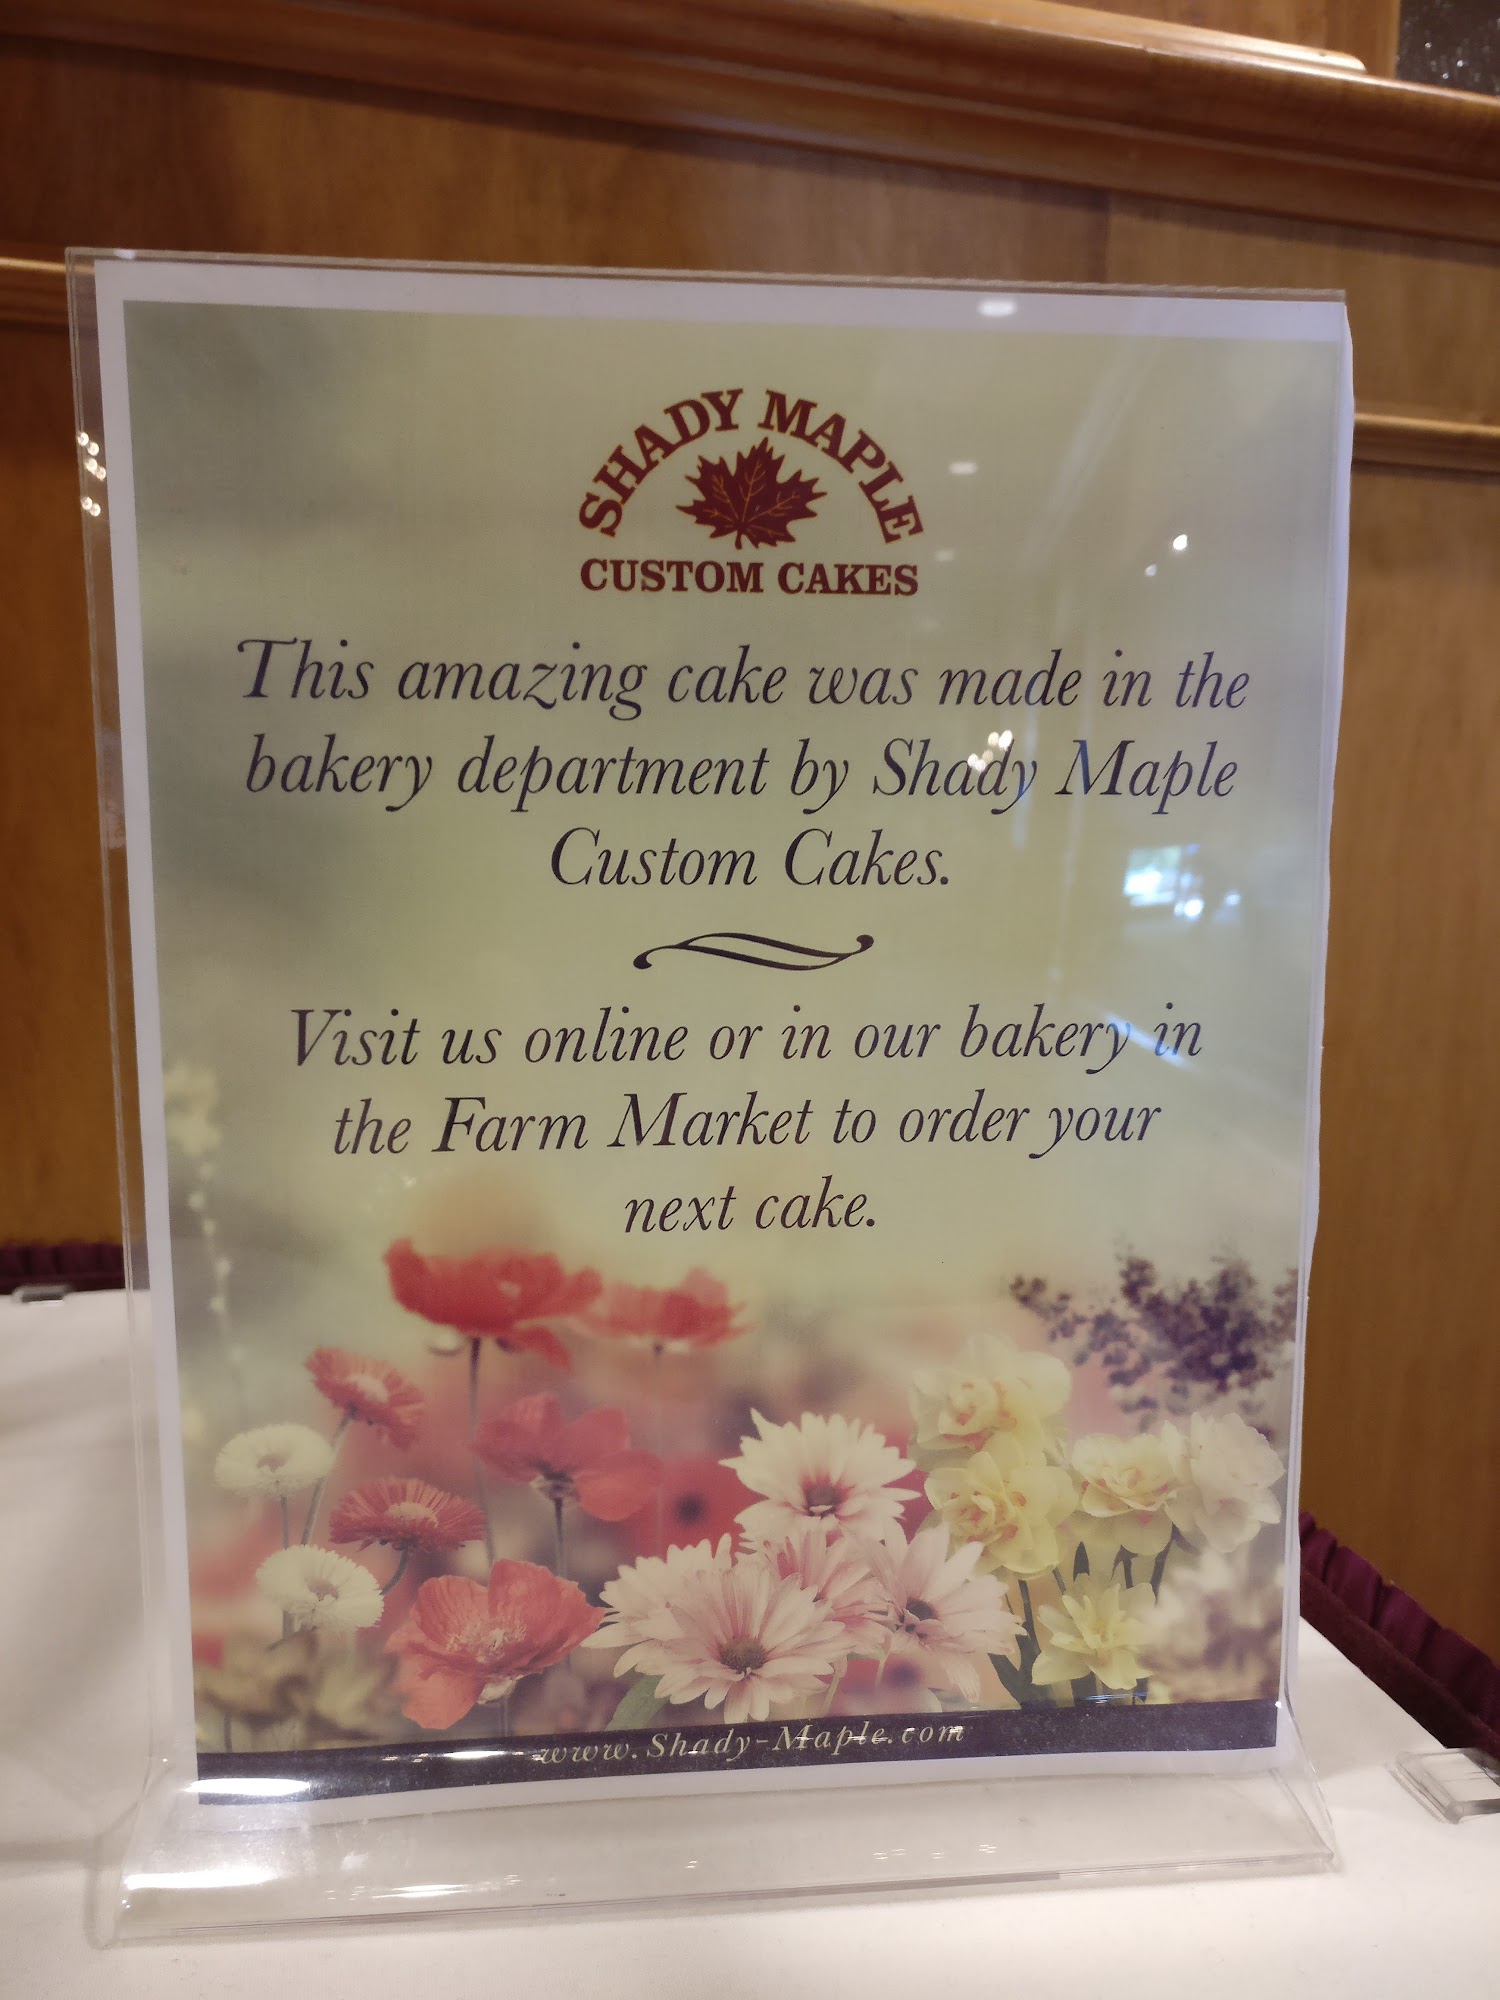 SHADY MAPLE
CUSTOM CAKES
This amazing cake was made in the
bakery department by Shady Maple
Custom Cakes.
Visit us online or in our bakery in
the Farm Market to order your
next cake.
www.Shady-Maple.com